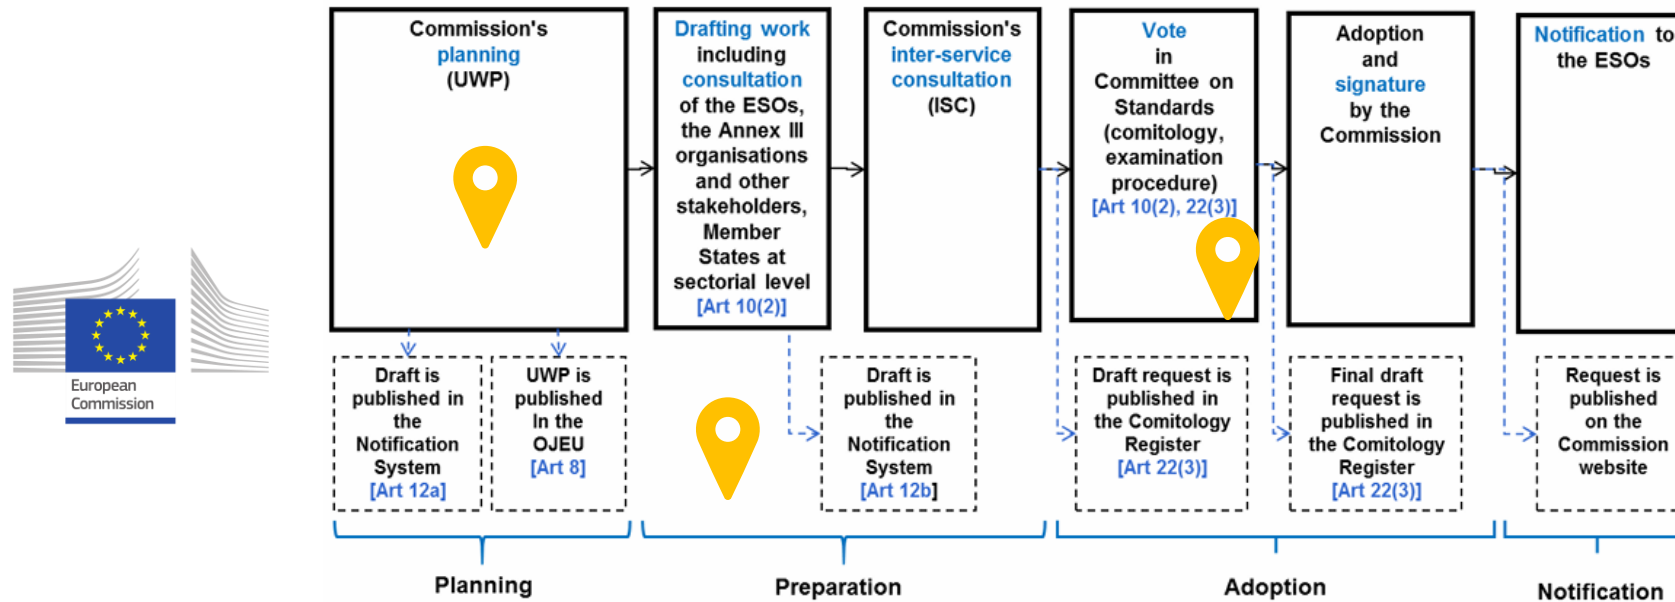 European
Commission
Commission's
planning
(UWP)
Drafting work
including
consultation
of the ESOs,
the Annex III
organisations
and other
stakeholders,
Member
States at
sectorial level
[Art 10(2)]
Commission's
inter-service
consultation
(ISC)
Vote
in
Committee on
Standards
(comitology,
examination
procedure)
[Art 10(2), 22(3)]
Adoption
and
signature
by the
Commission
Notification to
the ESOs
Draft is
published in
the
Notification
System
[Art 12a]
UWP is
published
In the
OJEU
[Art 8]
Draft is
published in
the
Notification
System
[Art 12b]
Draft request is
published in
the Comitology
Register
[Art 22(3)]
Final draft
request is
published in
the Comitology
Register
[Art 22(3)]
Request is
published
on the
Commission
website
Planning
Preparation
Adoption
Notification